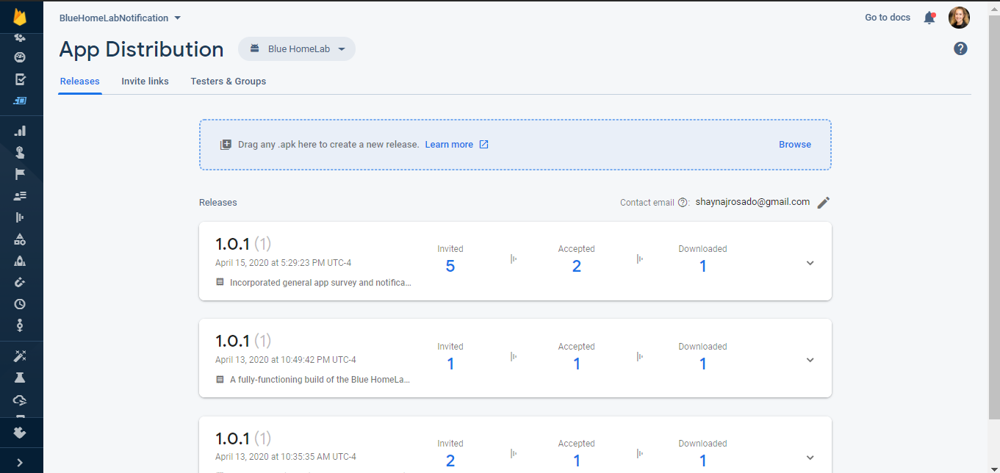 BlueHomeLabNotification
Go to docs
App Distribution
Blue HomeLab
?
Releases Invite links Testers & Groups
Drag any .apk here to create a new release. Learn more
Browse
Releases
Contact email ?: shaynajrosado@gmail.com
1.0.1 (1)
Invited Accepted Downloaded
April 15, 2020 at 5:29:23 PM UTC-4
5 2 1
Incorporated general app survey and notifica...
1.0.1 (1)
Invited Accepted Downloaded
April 13, 2020 at 10:49:42 PM UTC-4
1 1 1
A fully-functioning build of the Blue HomeLa...
1.0.1 (1)
Invited Accepted Downloaded
April 13, 2020 at 10:35:35 AM UTC-4
2 1 1